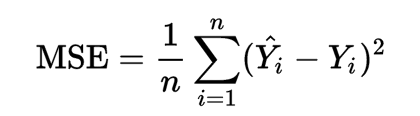 MSE = \frac{1}{n} \sum_{i=1}^{n} (\hat{Y}_i - Y_i)^2